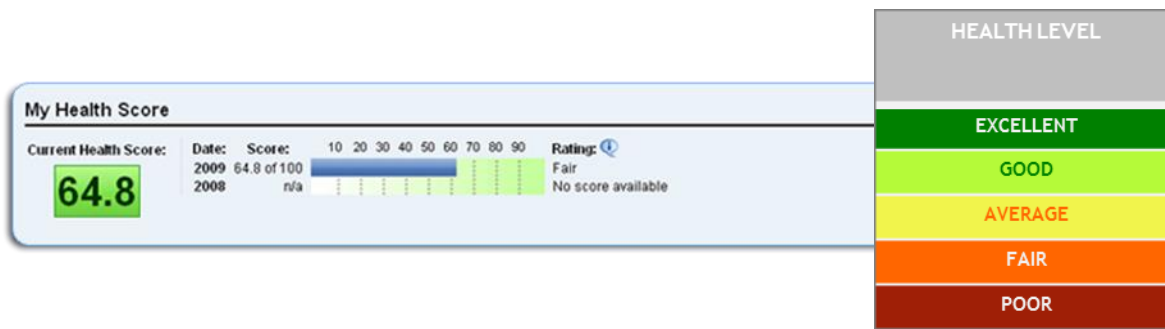 My Health Score
Current Health Score:
64.8
Date: Score: 10 20 30 40 50 60 70 80 90 Rating:
2009 64.8 of 100 Fair
2008 n/a No score available
HEALTH LEVEL
EXCELLENT
GOOD
AVERAGE
FAIR
POOR